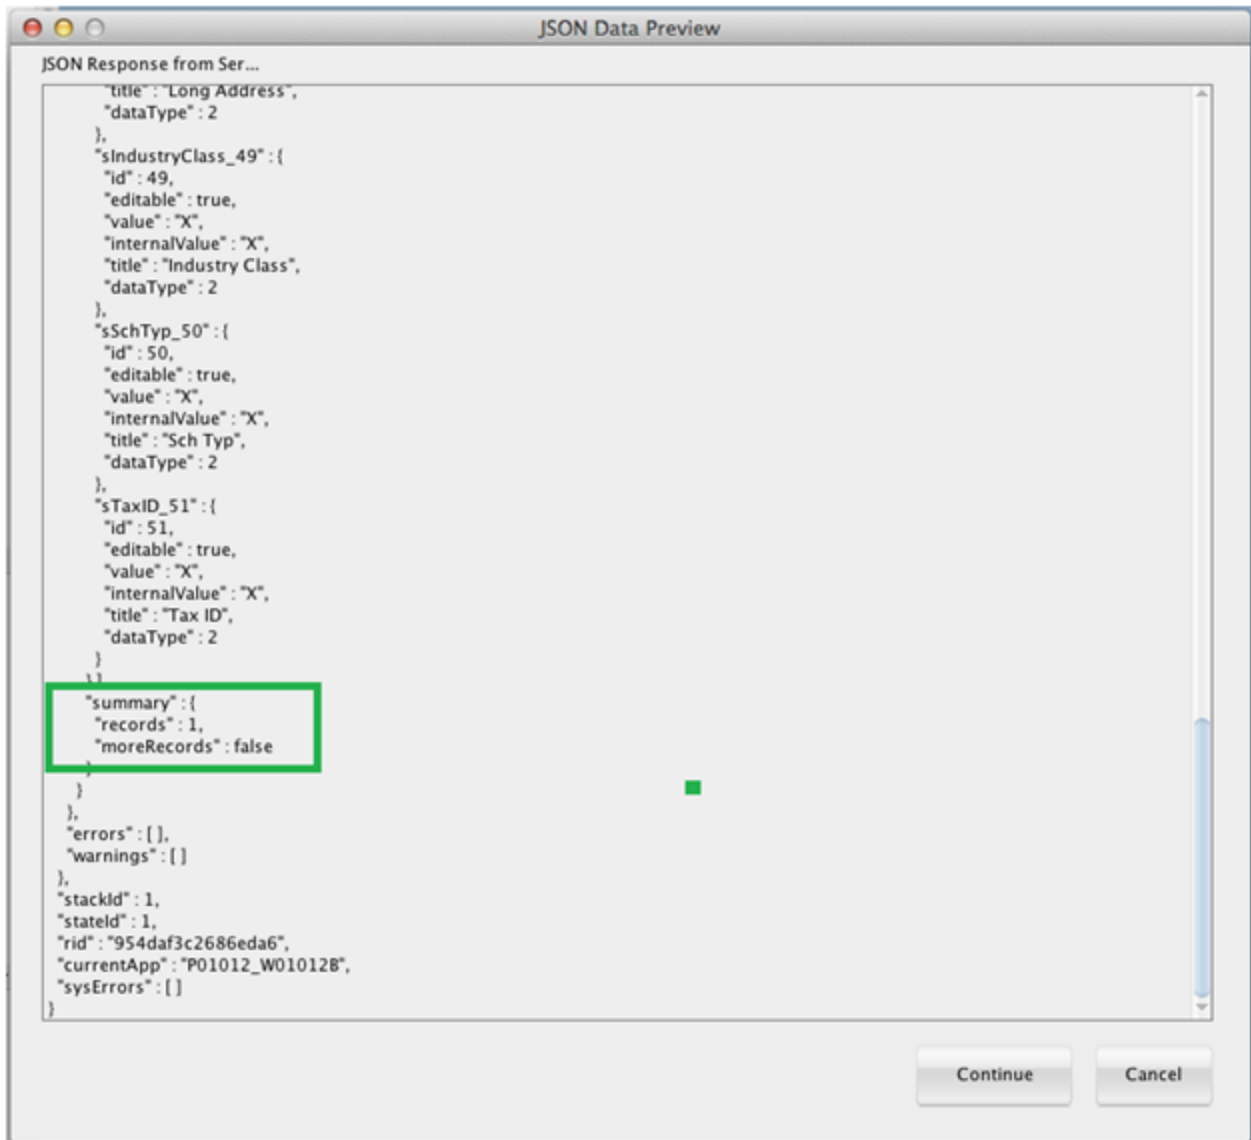 JSON Data Preview
JSON Response from Ser...
"title" : "Long Address",
"dataType" : 2
},
"sIndustryClass_49" : {
"id" : 49,
"editable" : true,
"value" : "X",
"internalValue" : "X",
"title" : "Industry Class",
"dataType" : 2
},
"sSchTyp_50" : {
"id" : 50,
"editable" : true,
"value" : "X",
"internalValue" : "X",
"title" : "Sch Typ",
"dataType" : 2
},
"sTaxID_51" : {
"id" : 51,
"editable" : true,
"value" : "X",
"internalValue" : "X",
"title" : "Tax ID",
"dataType" : 2
}
} ]
"summary" : {
"records" : 1,
"moreRecords" : false
}
}
},
"errors" : [ ],
"warnings" : [ ]
},
"stackId" : 1,
"stateId" : 1,
"rid" : "954daf3c2686eda6",
"currentApp" : "P01012_W01012B",
"sysErrors" : [ ]
}
Continue
Cancel